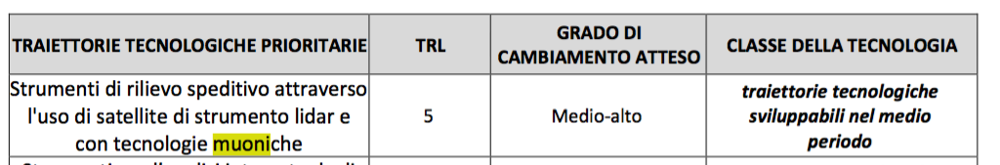 TRAIETTORIE TECNOLOGICHE PRIORITARIE
TRL
GRADO DI
CAMBIAMENTO ATTESO
CLASSE DELLA TECNOLOGIA
Strumenti di rilievo speditivo attraverso
l'uso di satellite di strumento lidar e
con tecnologie muoniche
5
Medio-alto
traiettorie tecnologiche
sviluppabili nel medio
periodo